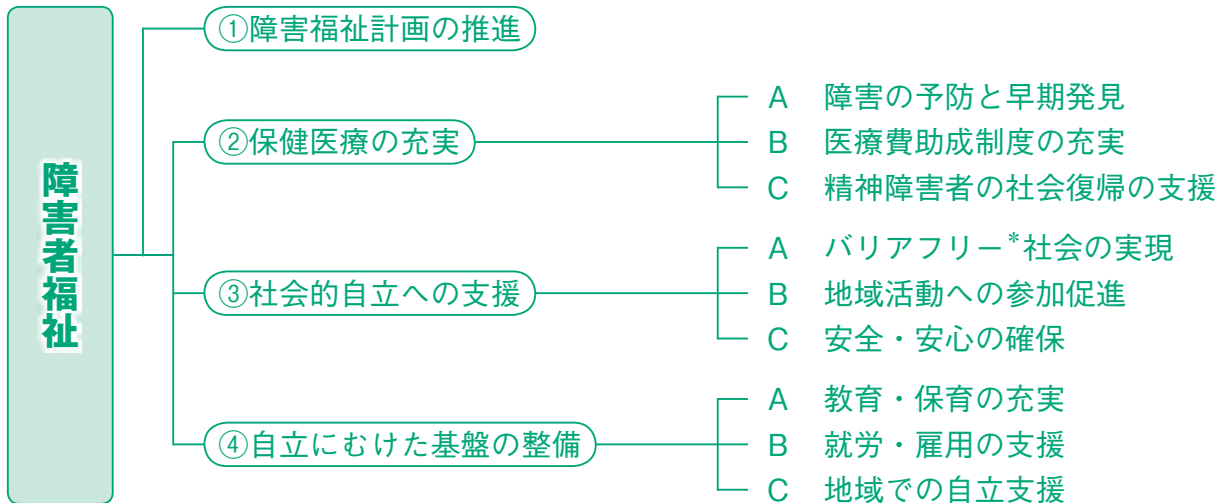 障害者福祉
①障害福祉計画の推進
②保健医療の充実
A 障害の予防と早期発見
B 医療費助成制度の充実
C 精神障害者の社会復帰の支援
③社会的自立への支援
A バリアフリー*社会の実現
B 地域活動への参加促進
C 安全・安心の確保
④自立にむけた基盤の整備
A 教育・保育の充実
B 就労・雇用の支援
C 地域での自立支援